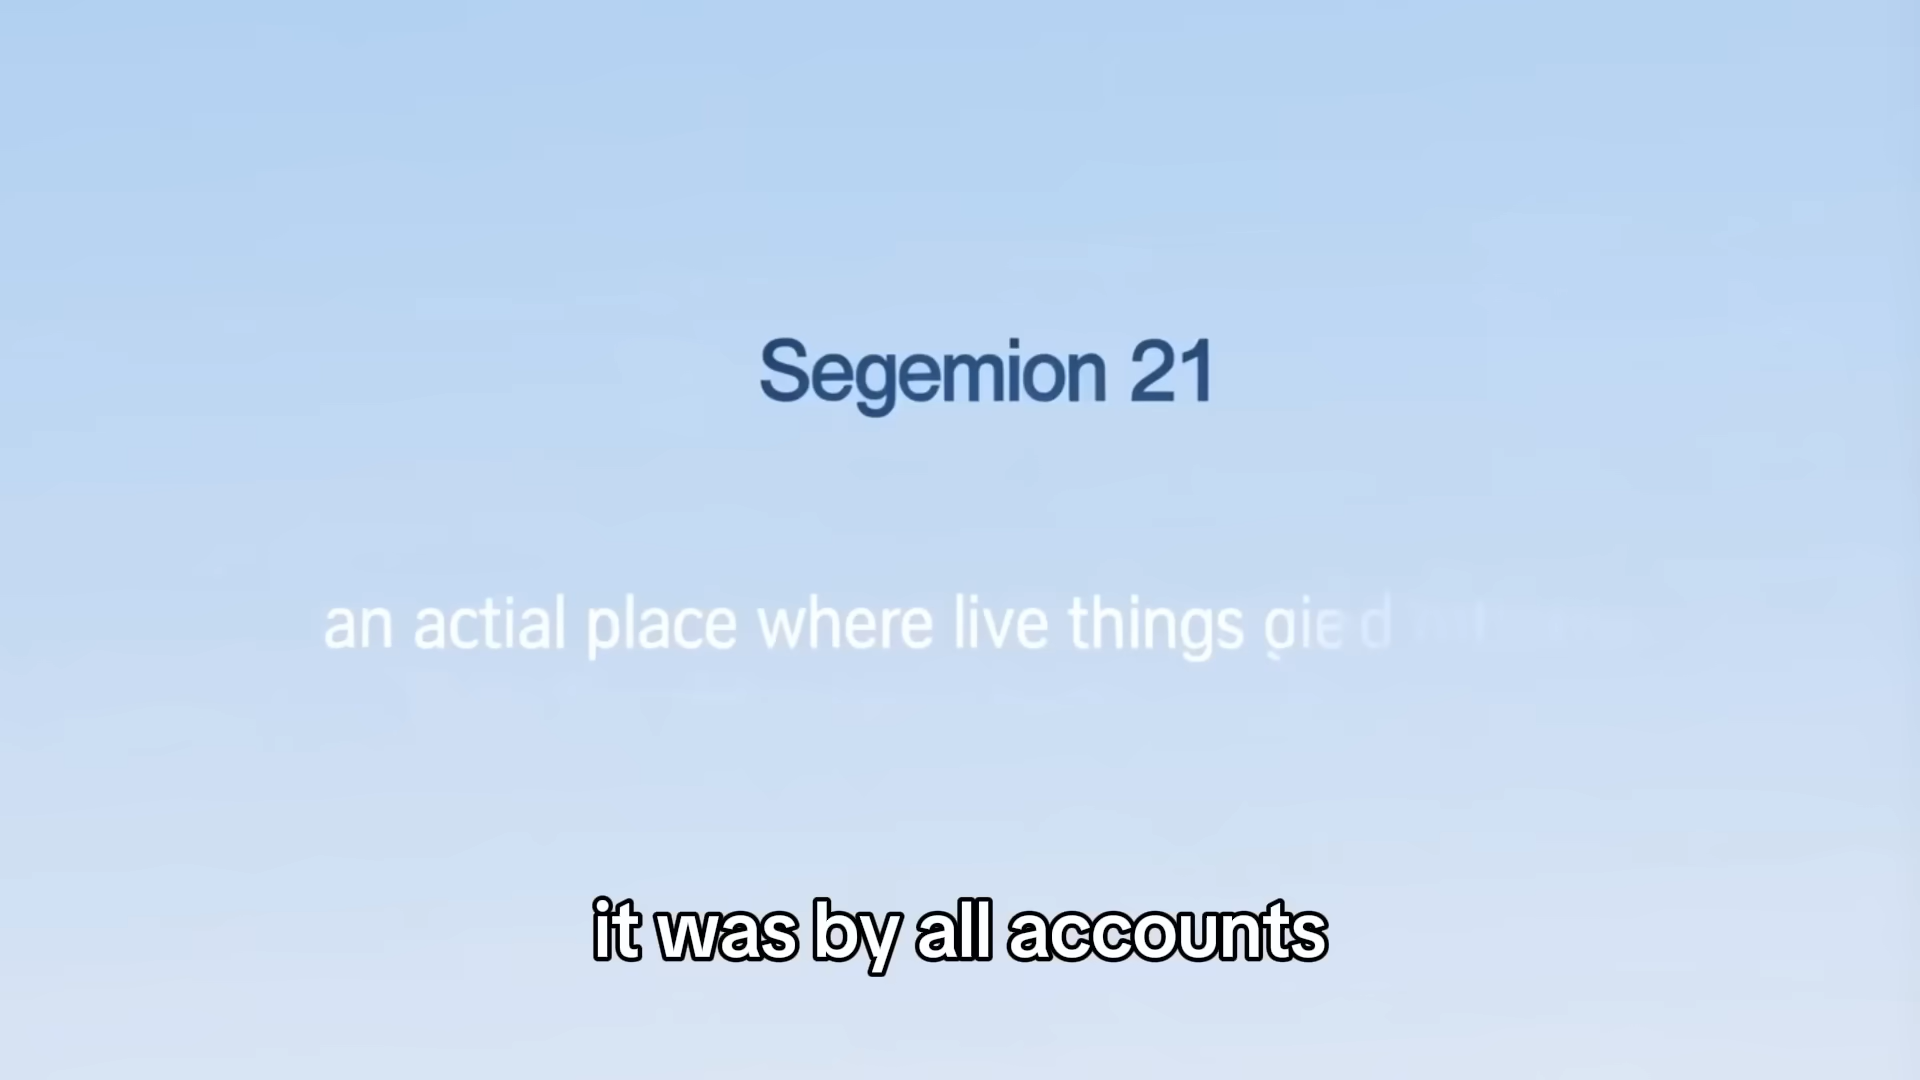 Segemion 21
an actial place where live things
it was by all accounts